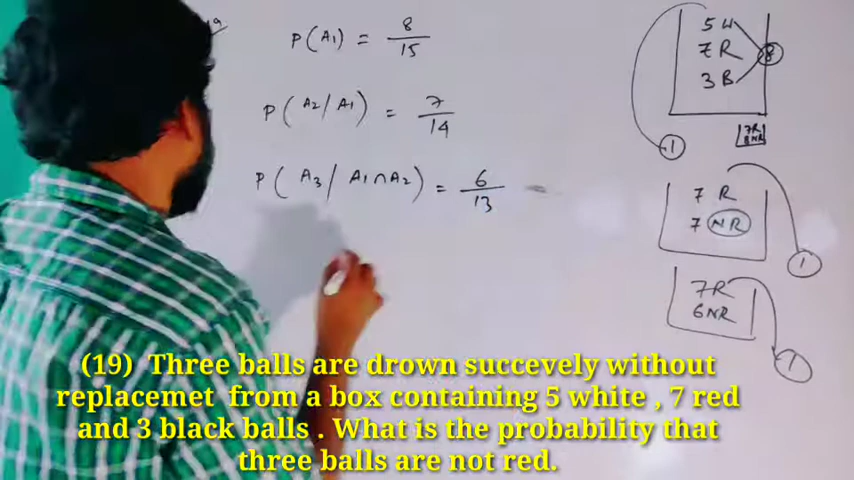 19
P(A1) = 8/15
P(A2/A1) = 7/14
P(A3/A1∩A2) = 6/13
5W
7R
3B
8
1
7R
8NR
7 R
7 NR
1
7R
6NR
1
(19) Three balls are drown succevely without
replacemet from a box containing 5 white , 7 red
and 3 black balls . What is the probability that
three balls are not red.